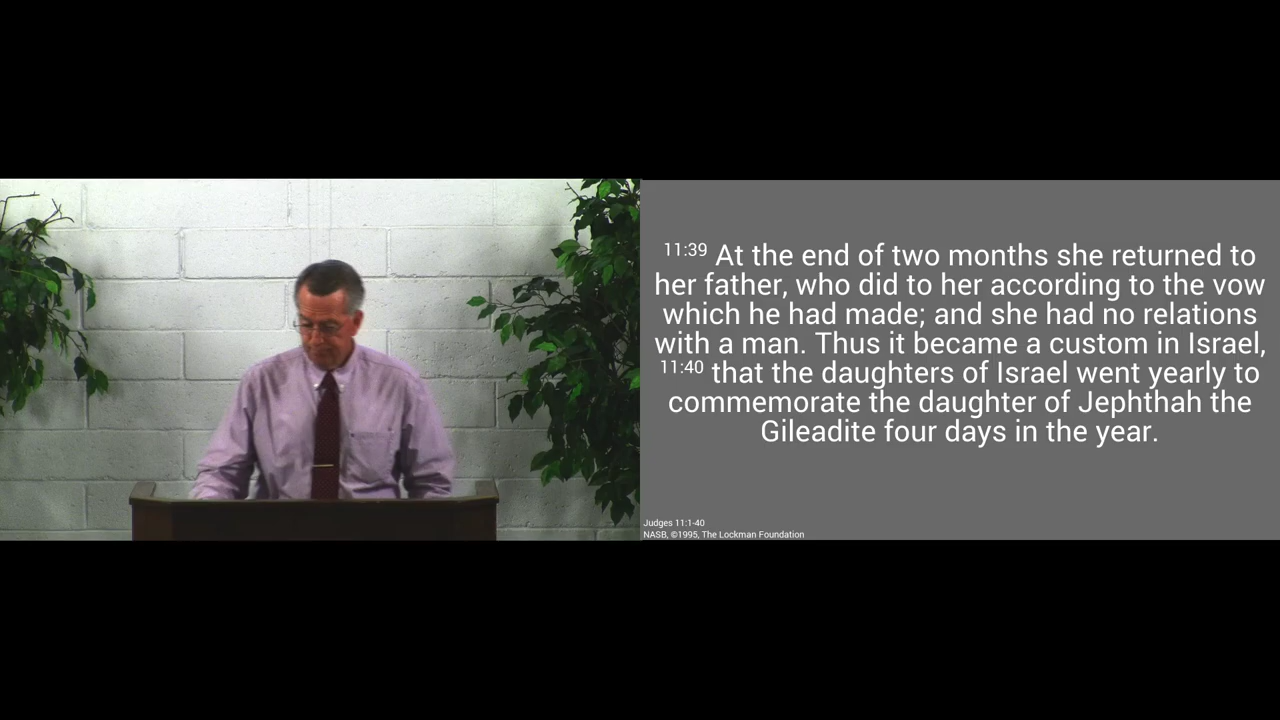 11:39 At the end of two months she returned to
her father, who did to her according to the vow
which he had made; and she had no relations
with a man. Thus it became a custom in Israel,
11:40 that the daughters of Israel went yearly to
commemorate the daughter of Jephthah the
Gileadite four days in the year.
Judges 11:1-40
NASB, ©1995, The Lockman Foundation